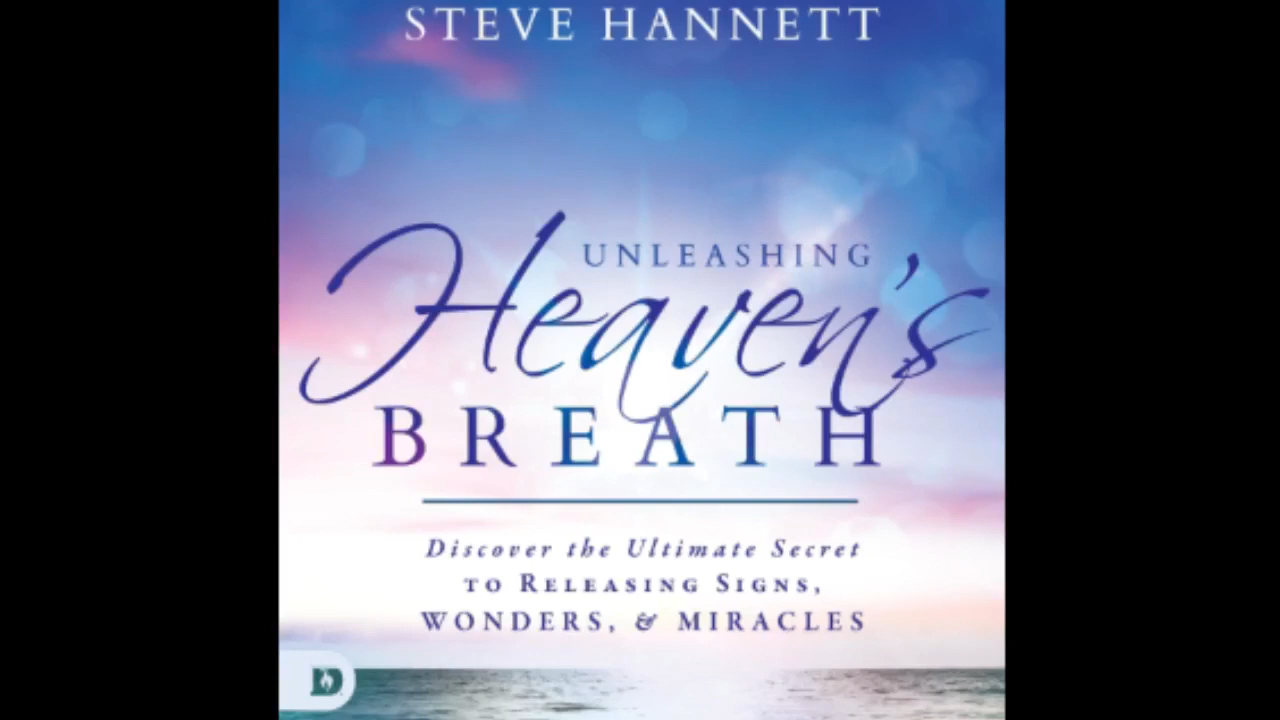 STEVE HANNETT
UNLEASHING
Heaven's
BREATH
Discover the Ultimate Secret
TO RELEASING SIGNS,
WONDERS, & MIRACLES
D